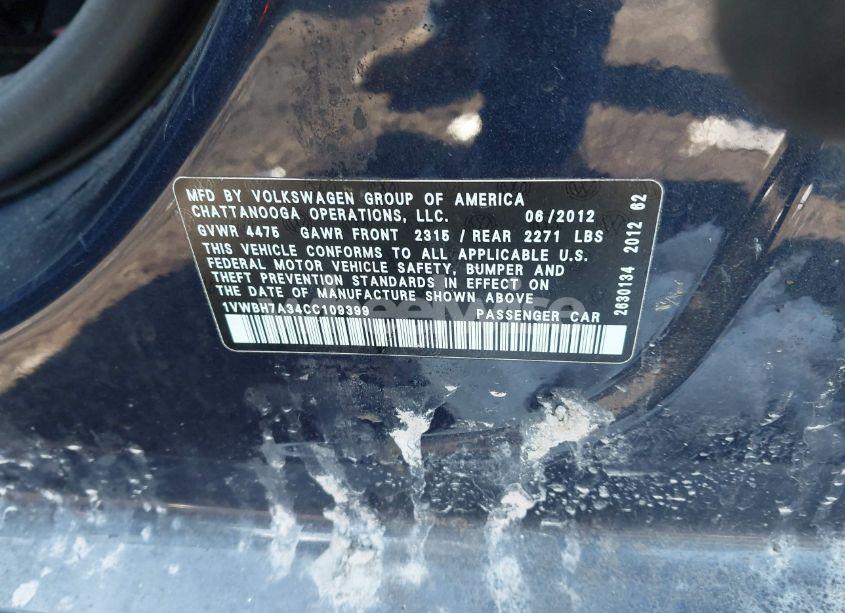 MFD BY VOLKSWAGEN GROUP OF AMERICA
CHATTANOOGA OPERATIONS, LLC. 06/2012
GVWR 4475 GAWR FRONT 2315 / REAR 2271 LBS
THIS VEHICLE CONFORMS TO ALL APPLICABLE U.S.
FEDERAL MOTOR VEHICLE SAFETY, BUMPER AND
THEFT PREVENTION STANDARDS IN EFFECT ON
THE DATE OF MANUFACTURE SHOWN ABOVE
1VWBH7A34CC109399 PASSENGER CAR
2630134 2012 62